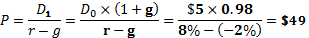 P = D₁ / (r − g) = D₀ × (1 + g) / (r − g) = $5 × 0.98 / (8% − (−2%)) = $49